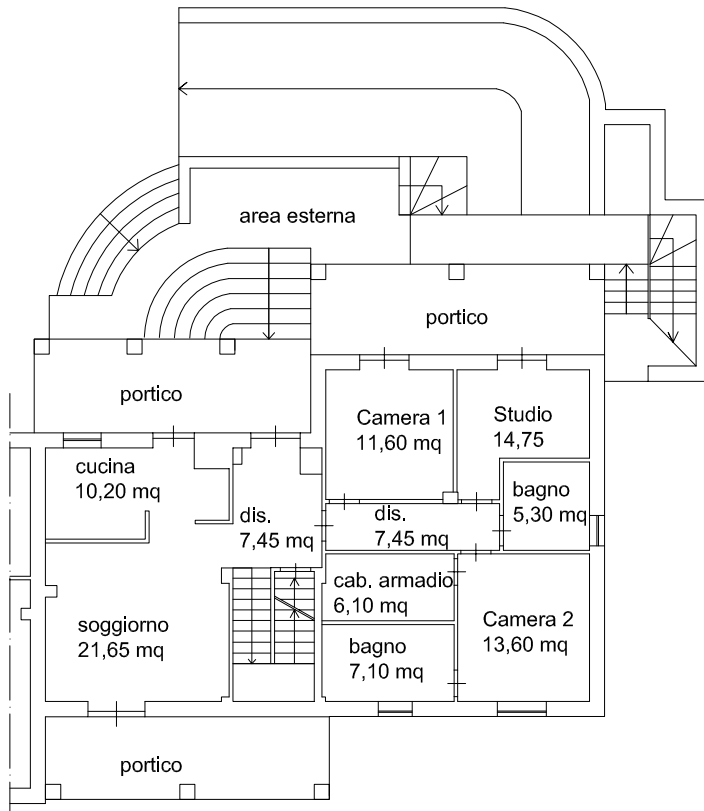 area esterna
portico
portico
Camera 1
11,60 mq
Studio
14,75
cucina
10,20 mq
bagno
5,30 mq
dis.
7,45 mq
dis.
7,45 mq
cab. armadio
6,10 mq
soggiorno
21,65 mq
Camera 2
13,60 mq
bagno
7,10 mq
portico